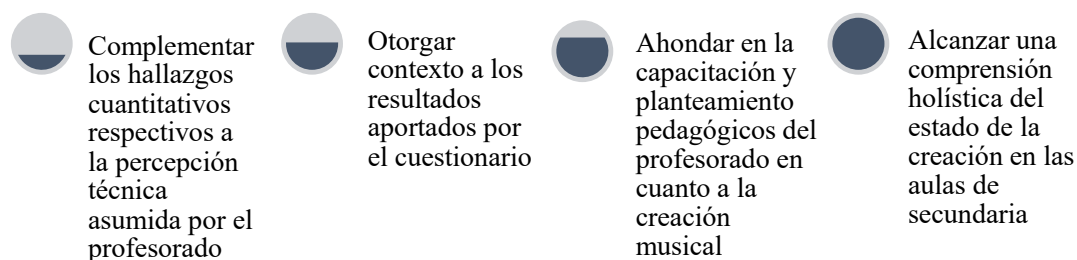 Complementar
los hallazgos
cuantitativos
respectivos a
la percepción
técnica
asumida por el
profesorado
Otorgar
contexto a los
resultados
aportados por
el cuestionario
Ahondar en la
capacitación y
planteamiento
pedagógicos del
profesorado en
cuanto a la
creación
musical
Alcanzar una
comprensión
holística del
estado de la
creación en las
aulas de
secundaria